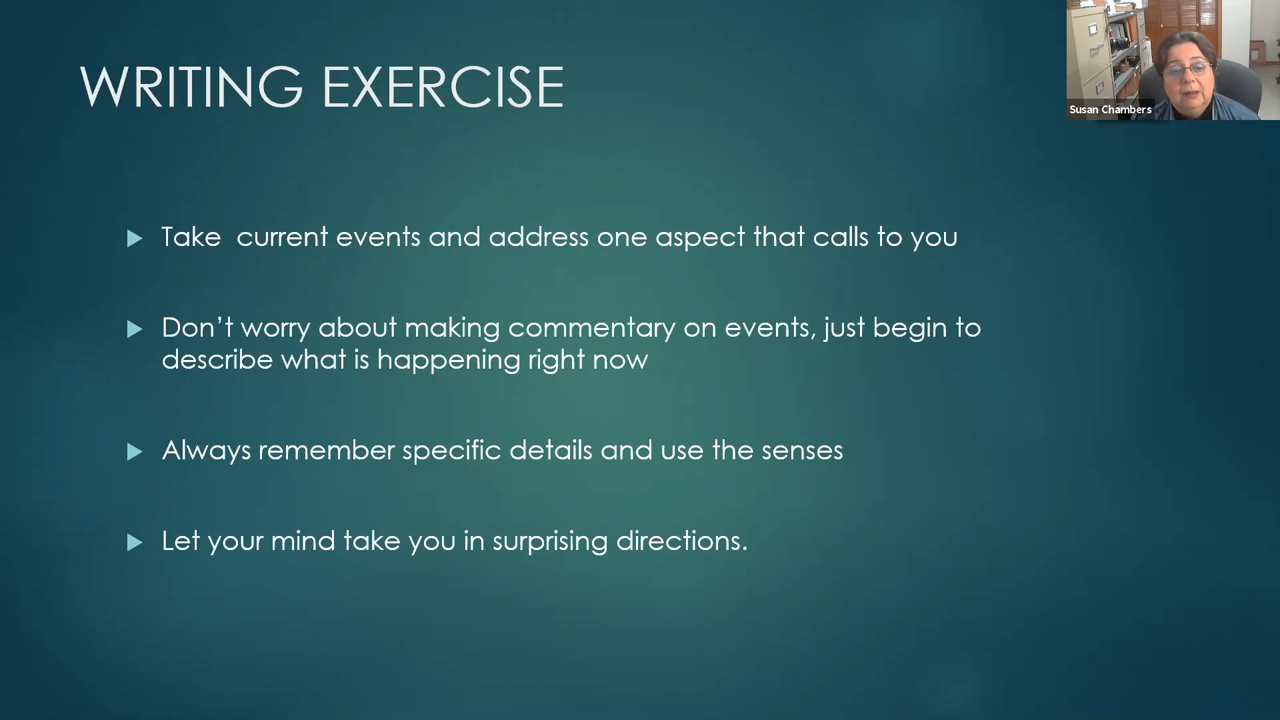 WRITING EXERCISE
Susan Chambers
Take  current events and address one aspect that calls to you
Don’t worry about making commentary on events, just begin to
describe what is happening right now
Always remember specific details and use the senses
Let your mind take you in surprising directions.